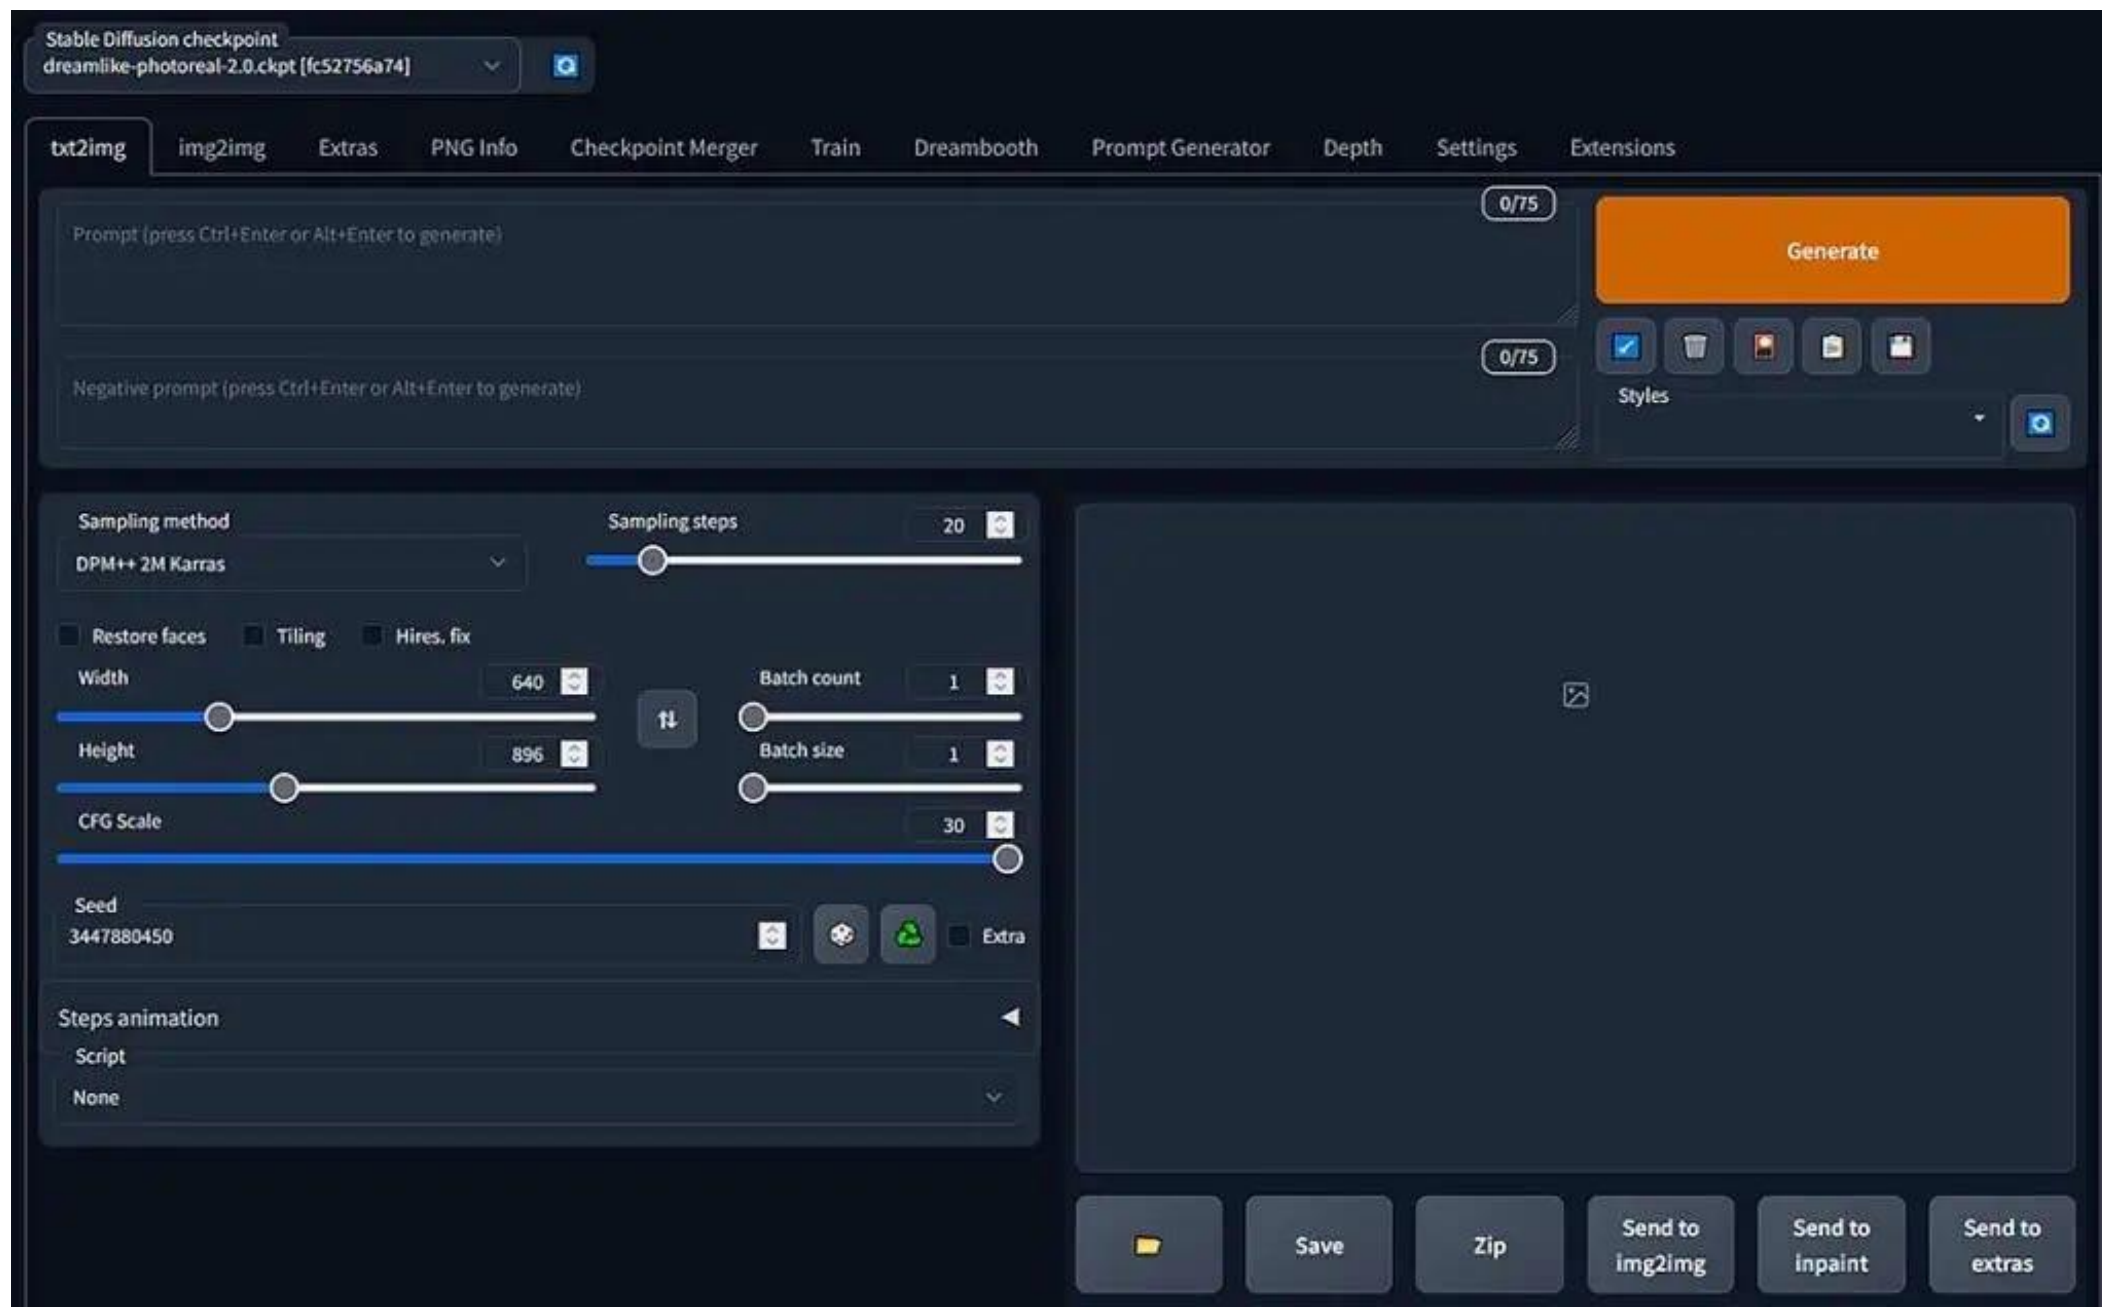 Stable Diffusion checkpoint
dreamlike-photoreal-2.0.ckpt [fc52756a74]
txt2img img2img Extras PNG Info Checkpoint Merger Train Dreambooth Prompt Generator Depth Settings Extensions
0/75
Prompt (press Ctrl+Enter or Alt+Enter to generate)
Generate
0/75
Negative prompt (press Ctrl+Enter or Alt+Enter to generate)
Styles
Sampling method
DPM++ 2M Karras
Sampling steps 20
Restore faces Tiling Hires. fix
Width 640
Batch count 1
Height 896
Batch size 1
CFG Scale 30
Seed
3447880450
Extra
Steps animation
Script
None
Save
Zip
Send to
img2img
Send to
inpaint
Send to
extras